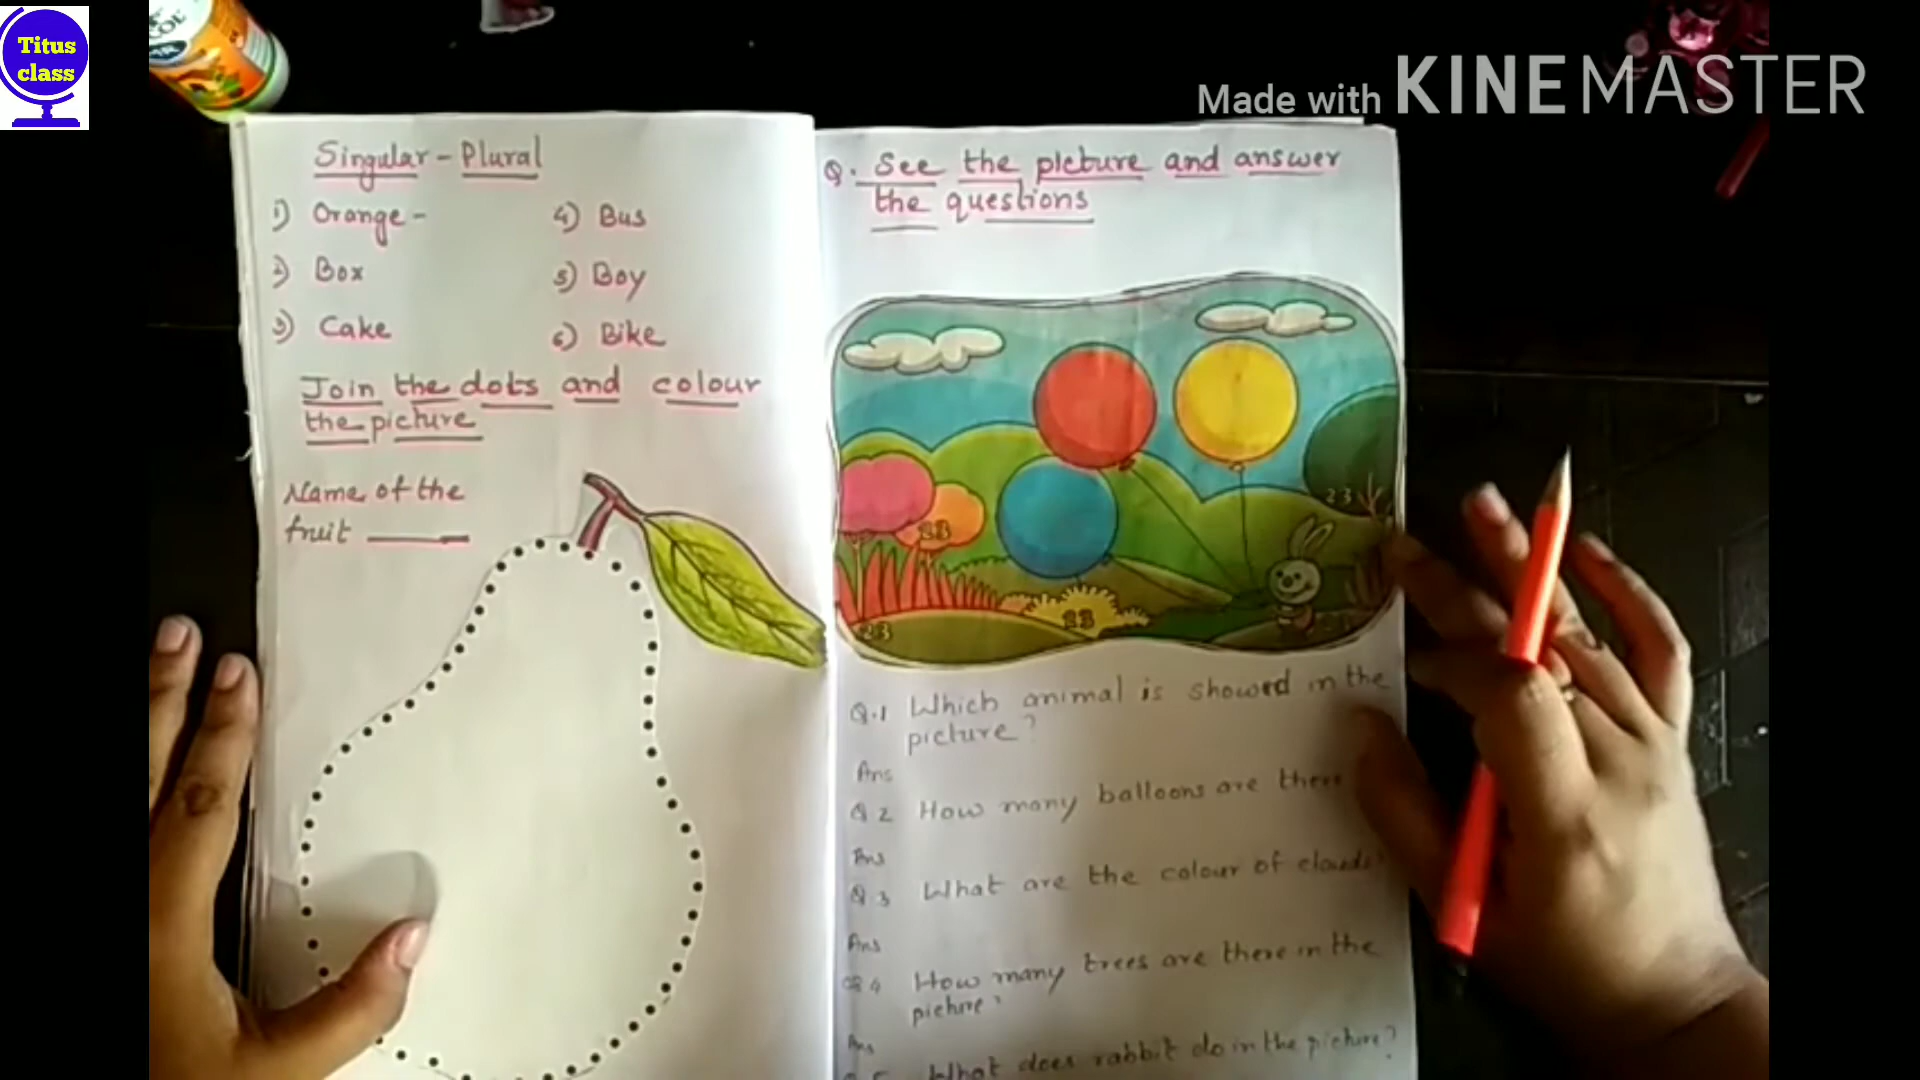 Titus
class
Made with KINEMASTER
Singular - Plural
1) Orange -
2) Box
3) Cake
4) Bus
5) Boy
6) Bike
Join the dots and colour
the picture
Name of the
fruit
Q. See the picture and answer
the questions
23
23
23
23
Q.1 Which animal is showed in the
picture?
Ans
Q 2 How many balloons are there
Ans
Q 3 What are the colour of clouds?
Ans
Q 4 How many trees are there in the
picture?
Ans
What does rabbit do in the picture?